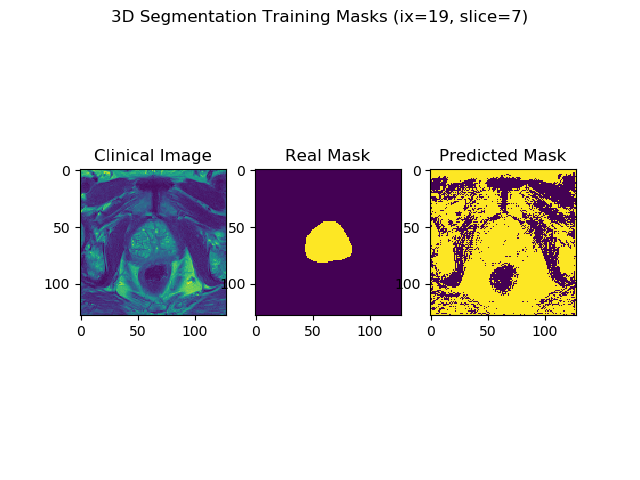 3D Segmentation Training Masks (ix=19, slice=7)
Clinical Image Real Mask Predicted Mask
0 0 0
50 50 50
100 100 100
0 50 100 0 50 100 0 50 100